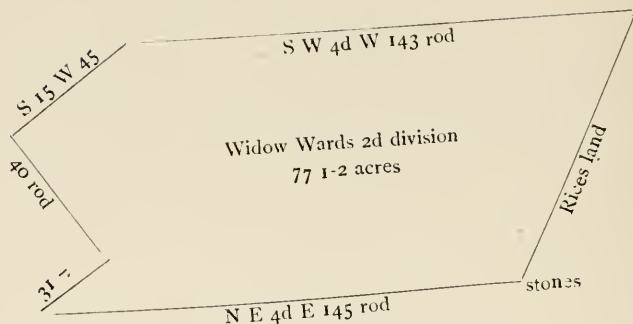 S W 4d W 143 rod
S 15 W 45
Widow Wards 2d division
77 1-2 acres
40 rod
Rices land
31
stones
N E 4d E 145 rod